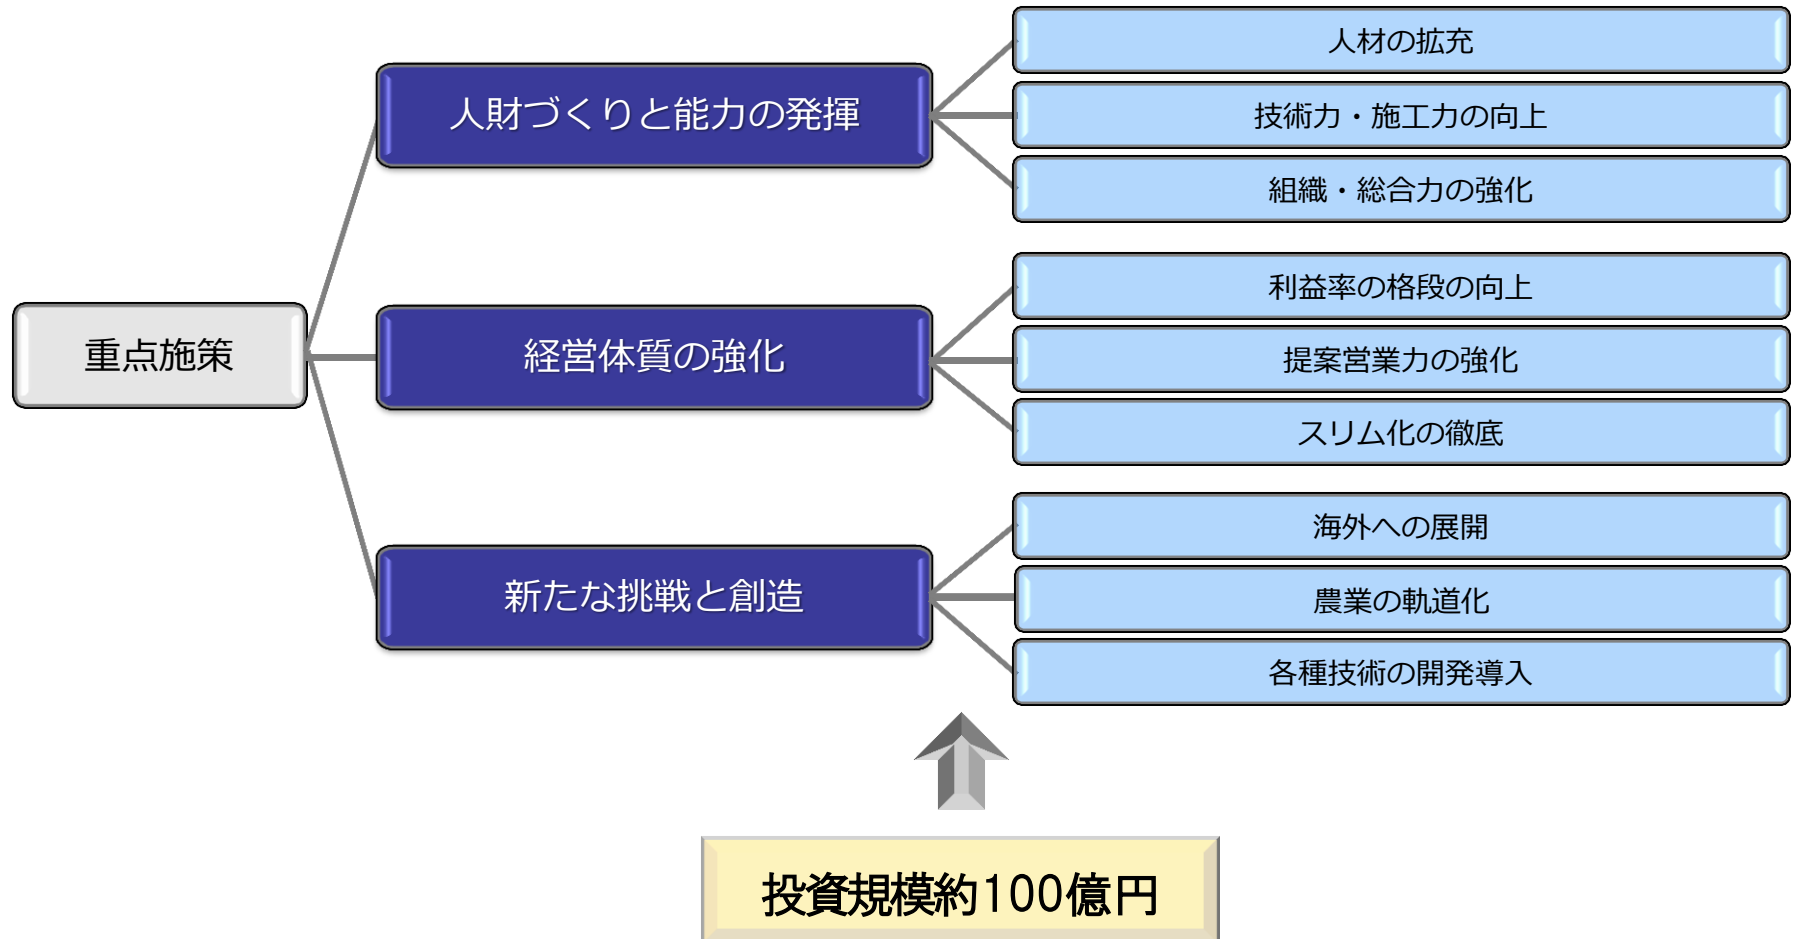 重点施策
人財づくりと能力の発揮
人材の拡充
技術力・施工力の向上
組織・総合力の強化
経営体質の強化
利益率の格段の向上
提案営業力の強化
スリム化の徹底
新たな挑戦と創造
海外への展開
農業の軌道化
各種技術の開発導入
投資規模約100億円